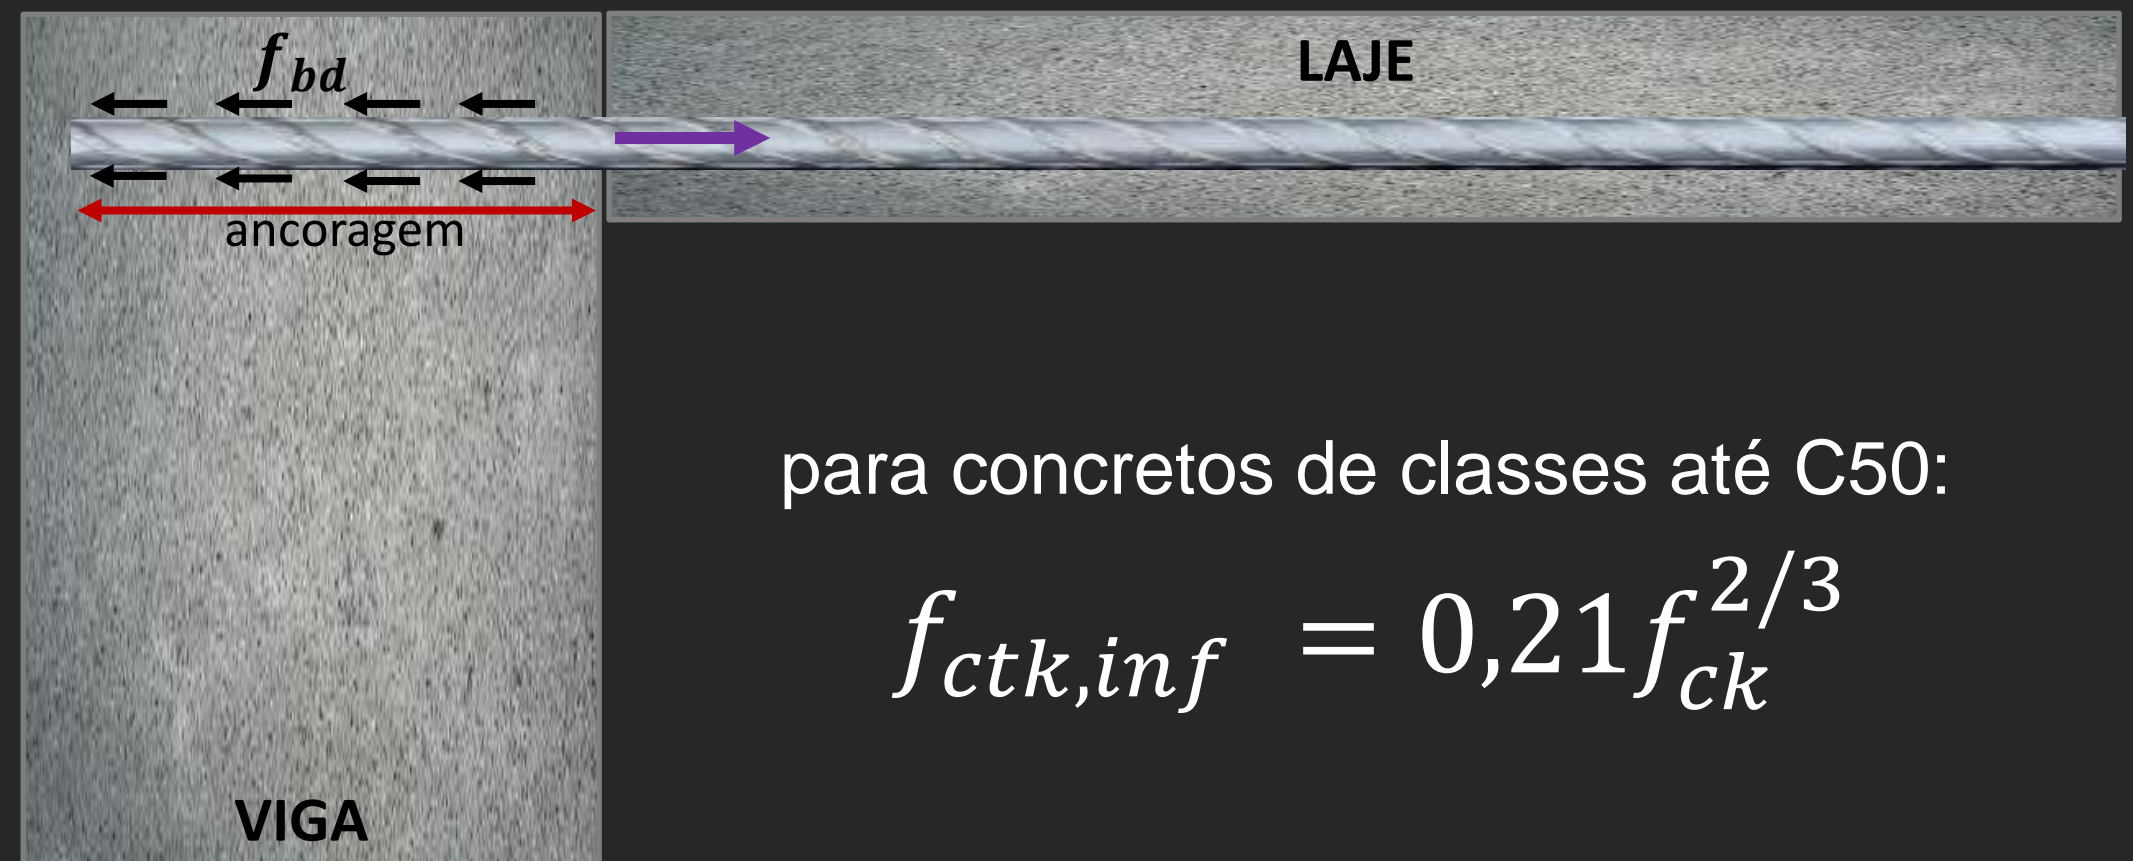 f_bd
LAJE
ancoragem
para concretos de classes até C50:
f_ctk,inf = 0,21f_ck^2/3
VIGA